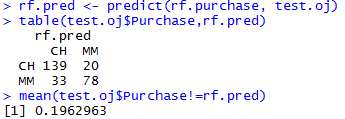 > rf.pred <- predict(rf.purchase, test.oj)
> table(test.oj$Purchase,rf.pred)
    rf.pred
      CH  MM
  CH 139  20
  MM  33  78
> mean(test.oj$Purchase!=rf.pred)
[1] 0.1962963